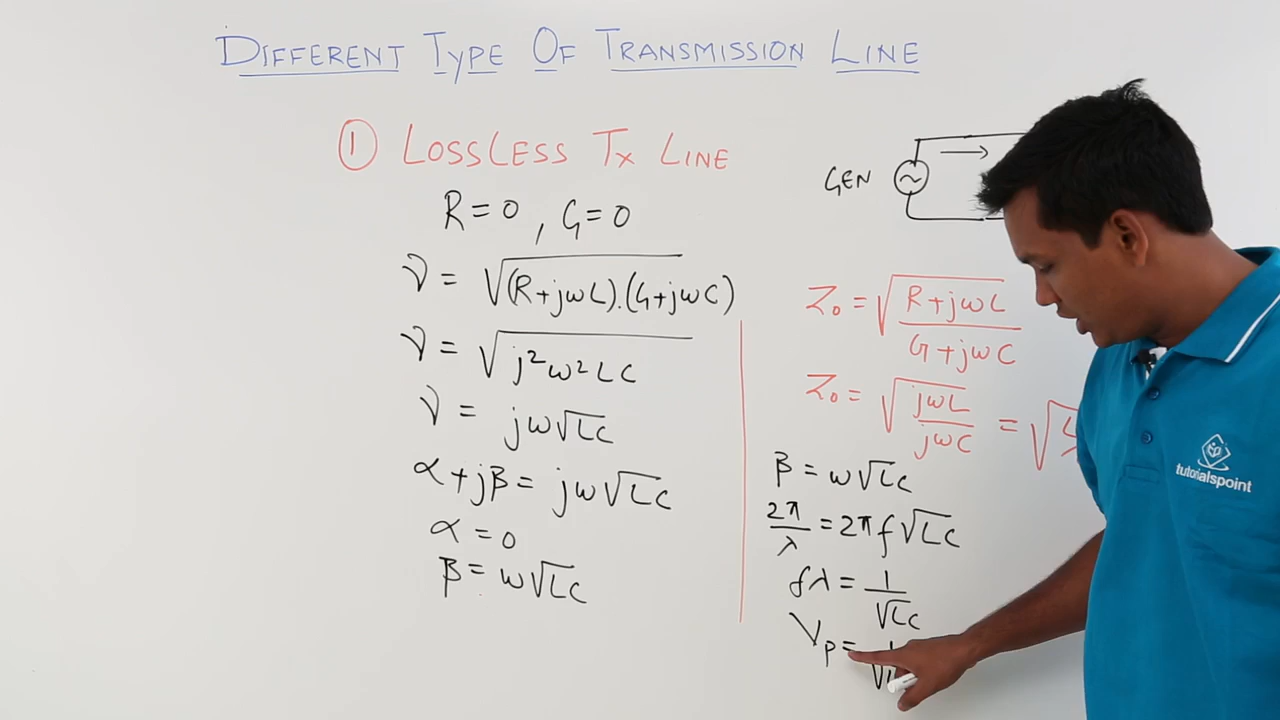 DIFFERENT TYPE OF TRANSMISSION LINE
① LOSSLESS Tx LINE
R=0 , G=0
γ = √(R+jωL).(G+jωC)
γ = √j²ω²LC
γ = jω√LC
α+jβ= jω√LC
α = 0
β= ω√LC
GEN
Z₀ = √R+jωL/G+jωC
Z₀ = √jωL/jωC = √L
β = ω√LC
2π/λ = 2πf√LC
fλ = 1/√LC
Vp = 1/√
tutorialspoint